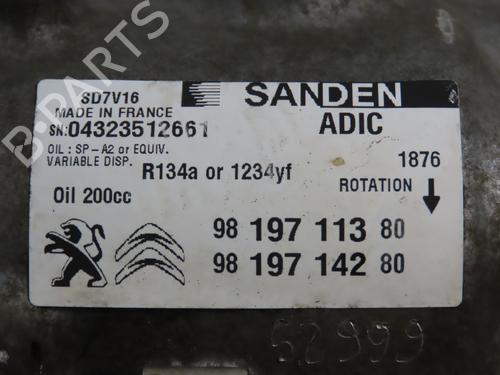 SD7V16
SANDEN
MADE IN FRANCE
SN:04323512661
ADIC
OIL : SP-A2 or EQUIV.
VARIABLE DISP.
R134a or 1234yf
1876
Oil 200cc
ROTATION
98 197 113 80
98 197 142 80
52999
B-PARTS